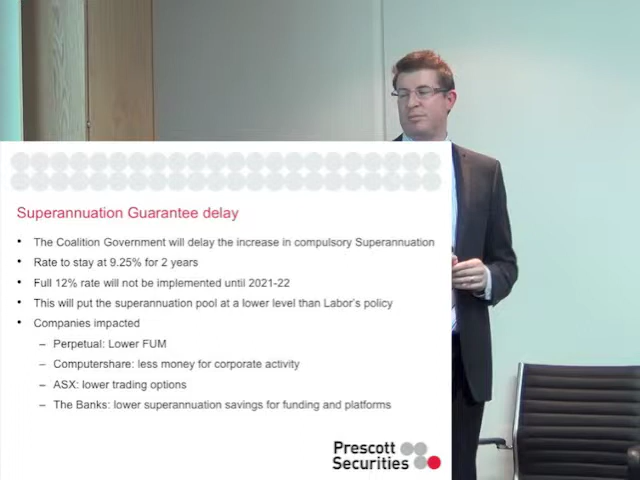 Superannuation Guarantee delay
• The Coalition Government will delay the increase in compulsory Superannuation
• Rate to stay at 9.25% for 2 years
• Full 12% rate will not be implemented until 2021-22
• This will put the superannuation pool at a lower level than Labor's policy
• Companies impacted
– Perpetual: Lower FUM
– Computershare: less money for corporate activity
– ASX: lower trading options
– The Banks: lower superannuation savings for funding and platforms
Prescott
Securities